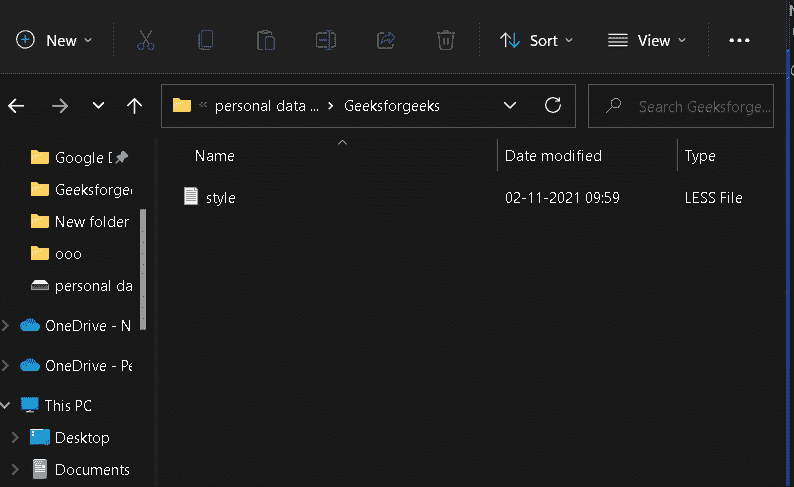 New Sort View •••
« personal data ... > Geeksforgeeks Search Geeksforge...
Name Date modified Type
style 02-11-2021 09:59 LESS File
Google [
Geeksforge
New folder
ooo
personal da
OneDrive - N
OneDrive - Pe
This PC
Desktop
Documents